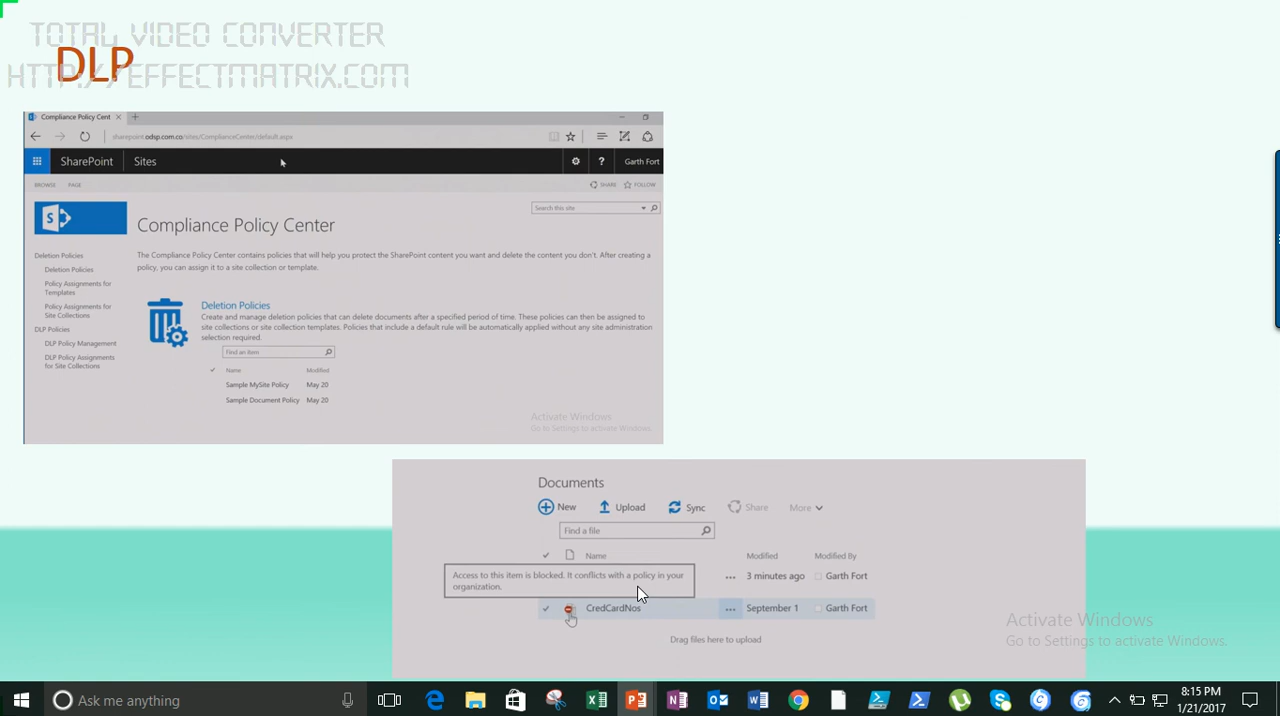 TOTAL VIDEO CONVERTER
DLP
HTTP://EFFECTMATRIX.COM
Compliance Policy Cent
sharepoint.odsp.com.co/sites/ComplianceCenter/default.aspx
SharePoint Sites Garth Fort
BROWSE PAGE SHARE FOLLOW
Search this site
S
Compliance Policy Center
The Compliance Policy Center contains policies that will help you protect the SharePoint content you want and delete the content you don't. After creating a
policy, you can assign it to a site collection or template.
Deletion Policies
Deletion Policies
Policy Assignments for
Templates
Policy Assignments for
Site Collections
DLP Policies
DLP Policy Management
DLP Policy Assignments
for Site Collections
Deletion Policies
Create and manage deletion policies that can delete documents after a specified period of time. These policies can then be assigned to
site collections or site collection templates. Policies that include a default rule will be automatically applied without any site administration
selection required.
Find an item
Name Modified
Sample MySite Policy May 20
Sample Document Policy May 20
Activate Windows
Go to Settings to activate Windows.
Documents
New Upload Sync Share More
Find a file
Name Modified Modified By
Access to this item is blocked. It conflicts with a policy in your
organization.
3 minutes ago Garth Fort
CredCardNos September 1 Garth Fort
Drag files here to upload
Activate Windows
Go to Settings to activate Windows.
Ask me anything
8:15 PM
1/21/2017